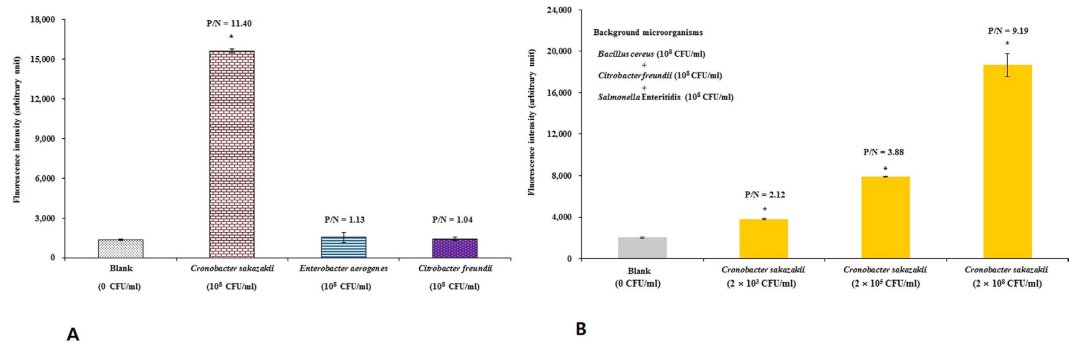 18,000
15,000
12,000
9,000
6,000
3,000
0
Fluorescence intensity (arbitrary unit)
P/N = 11.40
*
P/N = 1.13
P/N = 1.04
Blank
(0 CFU/ml)
Cronobacter sakazakii
(10⁸ CFU/ml)
Enterobacter aerogenes
(10⁸ CFU/ml)
Citrobacter freundii
(10⁸ CFU/ml)
A
24,000
20,000
16,000
12,000
8,000
4,000
0
Fluorescence intensity (arbitrary unit)
Background microorganisms
Bacillus cereus (10⁸ CFU/ml)
+
Citrobacter freundii (10⁸ CFU/ml)
+
Salmonella Enteritidis (10⁸ CFU/ml)
P/N = 2.12
*
P/N = 3.88
*
P/N = 9.19
*
Blank
(0 CFU/ml)
Cronobacter sakazakii
(2 × 10³ CFU/ml)
Cronobacter sakazakii
Cronobacter sakazakii
(2 × 10⁸ CFU/ml)
B